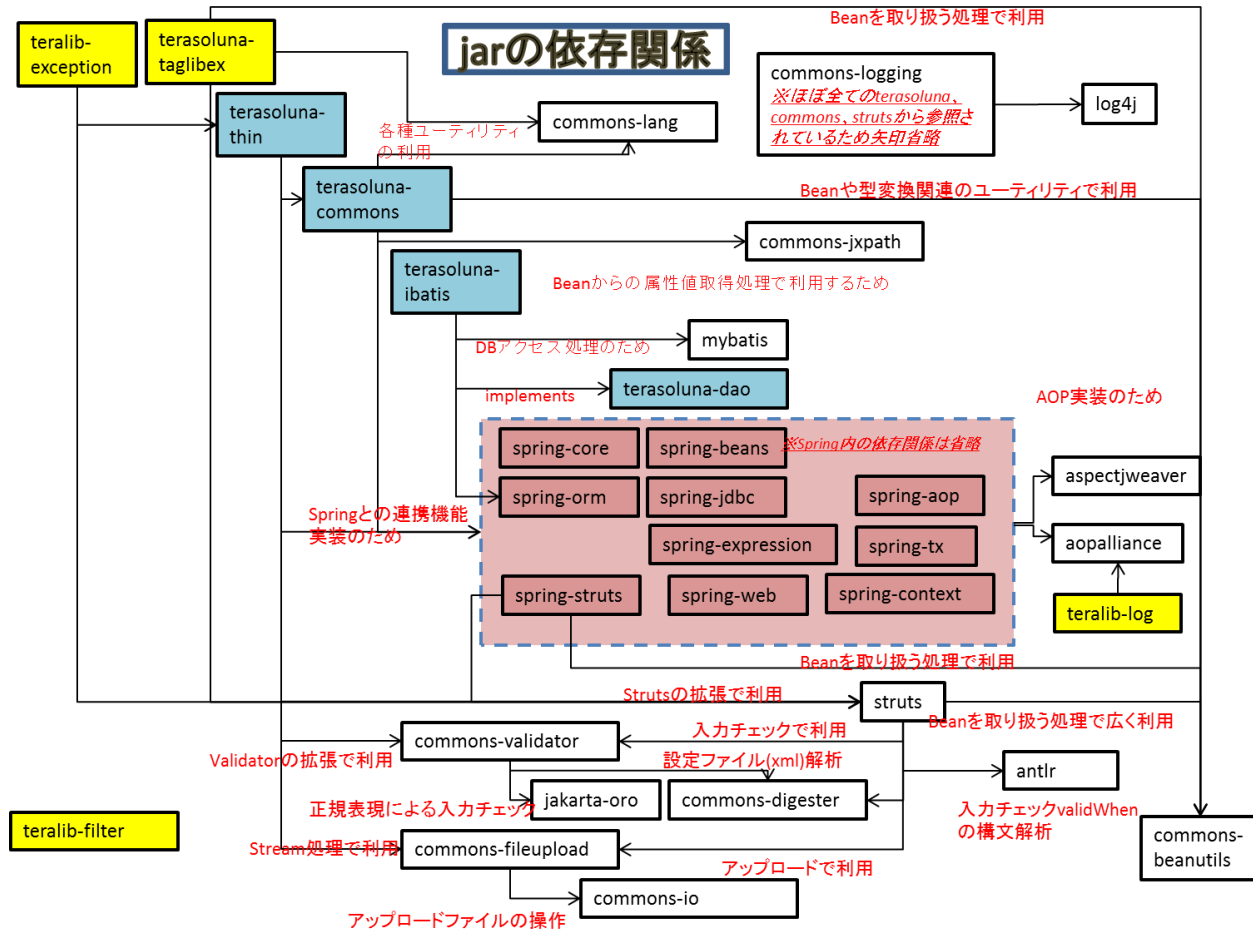 Beanを取り扱う処理で利用
teralib-
exception
terasoluna-
taglibex
jarの依存関係
commons-logging
※ほぼ全てのterasoluna、
commons、strutsから参照さ
れているため矢印省略
log4j
terasoluna-
thin
各種ユーティリティ
の利用
commons-lang
terasoluna-
commons
Beanや型変換関連のユーティリティで利用
commons-jxpath
terasoluna-
ibatis
Beanからの属性値取得処理で利用するため
mybatis
DBアクセス処理のため
terasoluna-dao
implements
AOP実装のため
spring-core
spring-beans
※Spring内の依存関係は省略
spring-orm
spring-jdbc
spring-aop
aspectjweaver
Springとの連携機能
実装のため
spring-expression
spring-tx
aopalliance
spring-struts
spring-web
spring-context
teralib-log
Beanを取り扱う処理で利用
Strutsの拡張で利用
struts
Beanを取り扱う処理で広く利用
commons-validator
入力チェックで利用
Validatorの拡張で利用
設定ファイル(xml)解析
antlr
正規表現による入力チェック
jakarta-oro
commons-digester
入力チェックvalidWhen
の構文解析
teralib-filter
Stream処理で利用
commons-fileupload
アップロードで利用
commons-
beanutils
commons-io
アップロードファイルの操作